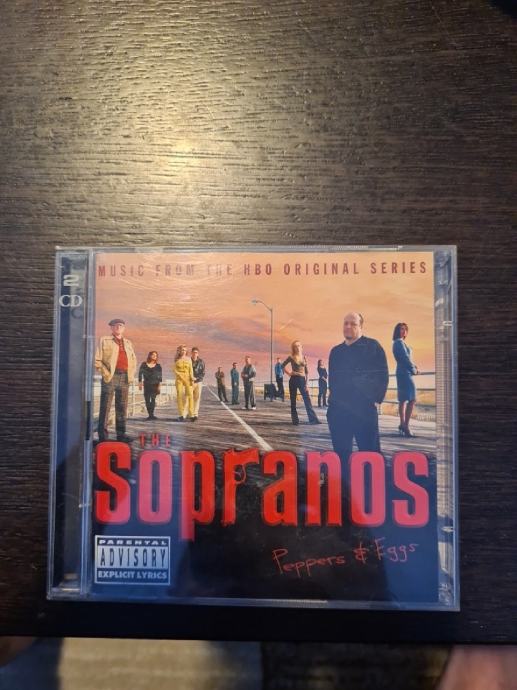 2
CD
MUSIC FROM THE HBO ORIGINAL SERIES
THE
Sopranos
Peppers & Eggs
PARENTAL
ADVISORY
EXPLICIT LYRICS